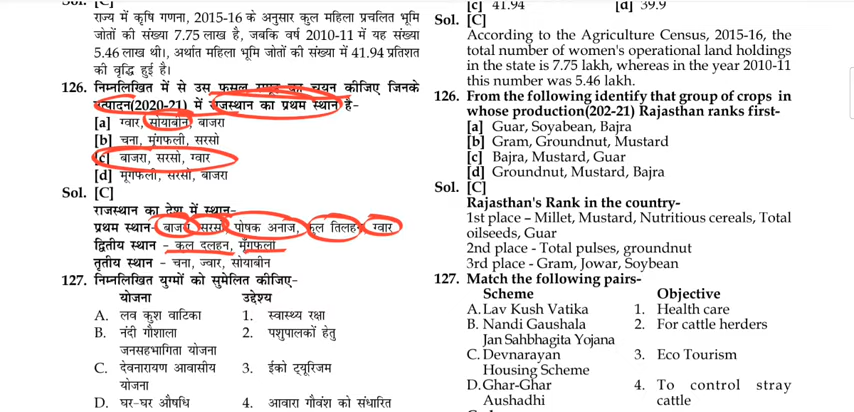 Sol. [C]
राज्य में कृषि गणना, 2015-16 के अनुसार कुल महिला प्रचलित भूमि
जोतों की संख्या 7.75 लाख है, जबकि वर्ष 2010-11 में यह संख्या
5.46 लाख थी। अर्थात महिला भूमि जोतों की संख्या में 41.94 प्रतिशत
की वृद्धि हुई है।
126. निम्नलिखित में से उस फसल समूह का चयन कीजिए जिनके
उत्पादन(2020-21) में राजस्थान का प्रथम स्थान है-
[a] ग्वार, सोयाबीन, बाजरा
[b] चना, मूंगफली, सरसो
[c] बाजरा, सरसो, ग्वार
[d] मूंगफली, सरसो, बाजरा
Sol. [C]
राजस्थान का देश में स्थान-
प्रथम स्थान- बाजरा, सरसो, पोषक अनाज, कुल तिलहन, ग्वार
द्वितीय स्थान - कुल दलहन, मूँगफली
तृतीय स्थान - चना, ज्वार, सोयाबीन
127. निम्नलिखित युग्मों को सुमेलित कीजिए-
योजना उद्देश्य
A. लव कुश वाटिका 1. स्वास्थ्य रक्षा
B. नंदी गौशाला 2. पशुपालकों हेतु
जनसहभागिता योजना
C. देवनारायण आवासीय 3. ईको टूयरिजम
योजना
D. घर-घर औषधि 4. आवारा गौवंश को संधारित
[c] 41.94 [d] 39.9
Sol. [C]
According to the Agriculture Census, 2015-16, the
total number of women's operational land holdings
in the state is 7.75 lakh, whereas in the year 2010-11
this number was 5.46 lakh.
126. From the following identify that group of crops in
whose production(202-21) Rajasthan ranks first-
[a] Guar, Soyabean, Bajra
[b] Gram, Groundnut, Mustard
[c] Bajra, Mustard, Guar
[d] Groundnut, Mustard, Bajra
Sol. [C]
Rajasthan's Rank in the country-
1st place – Millet, Mustard, Nutritious cereals, Total
oilseeds, Guar
2nd place - Total pulses, groundnut
3rd place - Gram, Jowar, Soybean
127. Match the following pairs-
Scheme Objective
A. Lav Kush Vatika 1. Health care
B. Nandi Gaushala 2. For cattle herders
Jan Sahbhagita Yojana
C. Devnarayan 3. Eco Tourism
Housing Scheme
D. Ghar-Ghar 4. To control stray
Aushadhi cattle